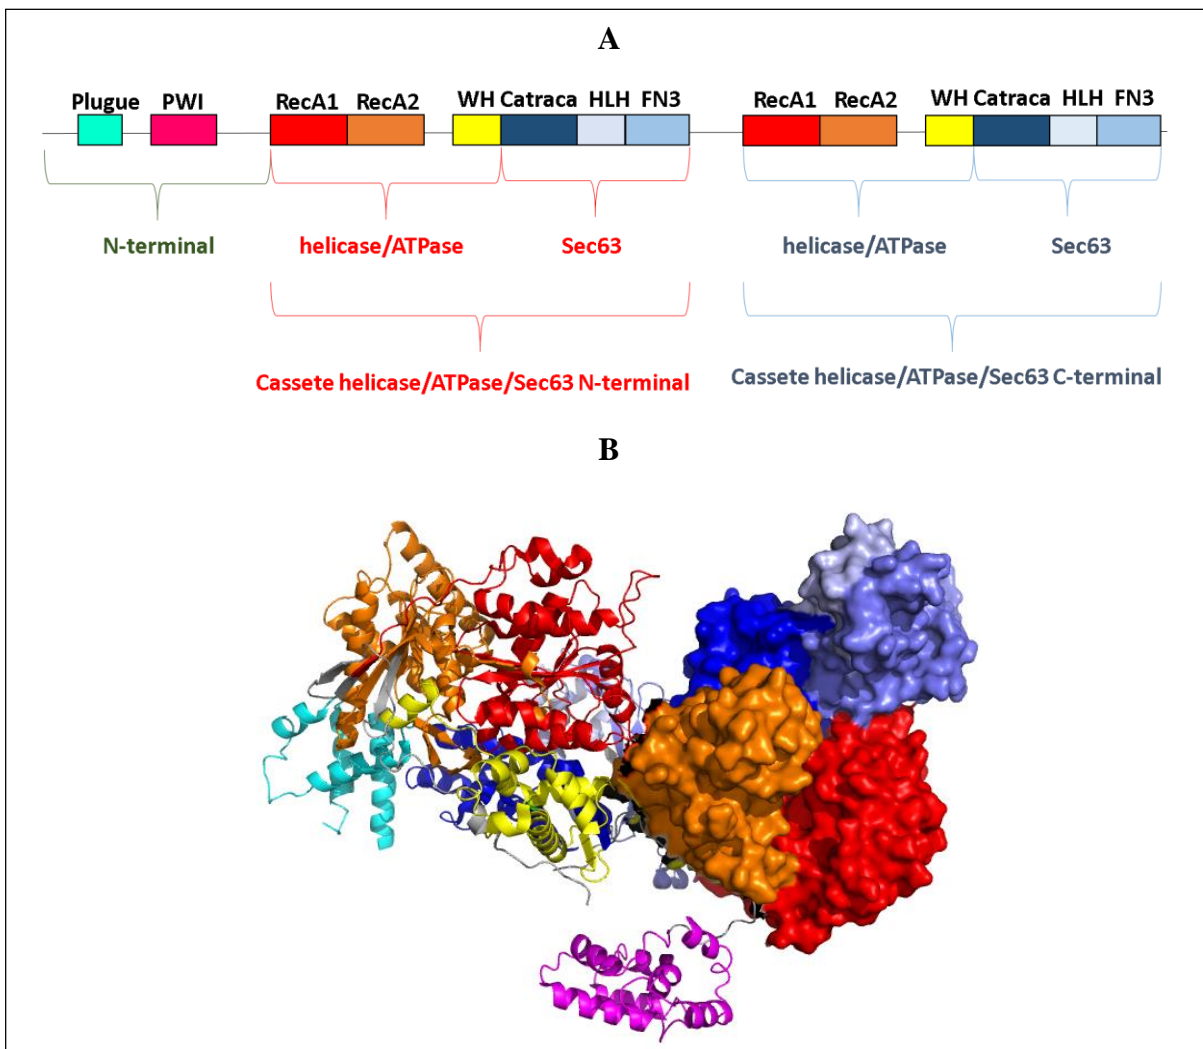 A
Plugue PWI RecA1 RecA2 WH Catraca HLH FN3 RecA1 RecA2 WH Catraca HLH FN3
N-terminal helicase/ATPase Sec63 helicase/ATPase Sec63
Cassete helicase/ATPase/Sec63 N-terminal Cassete helicase/ATPase/Sec63 C-terminal
B